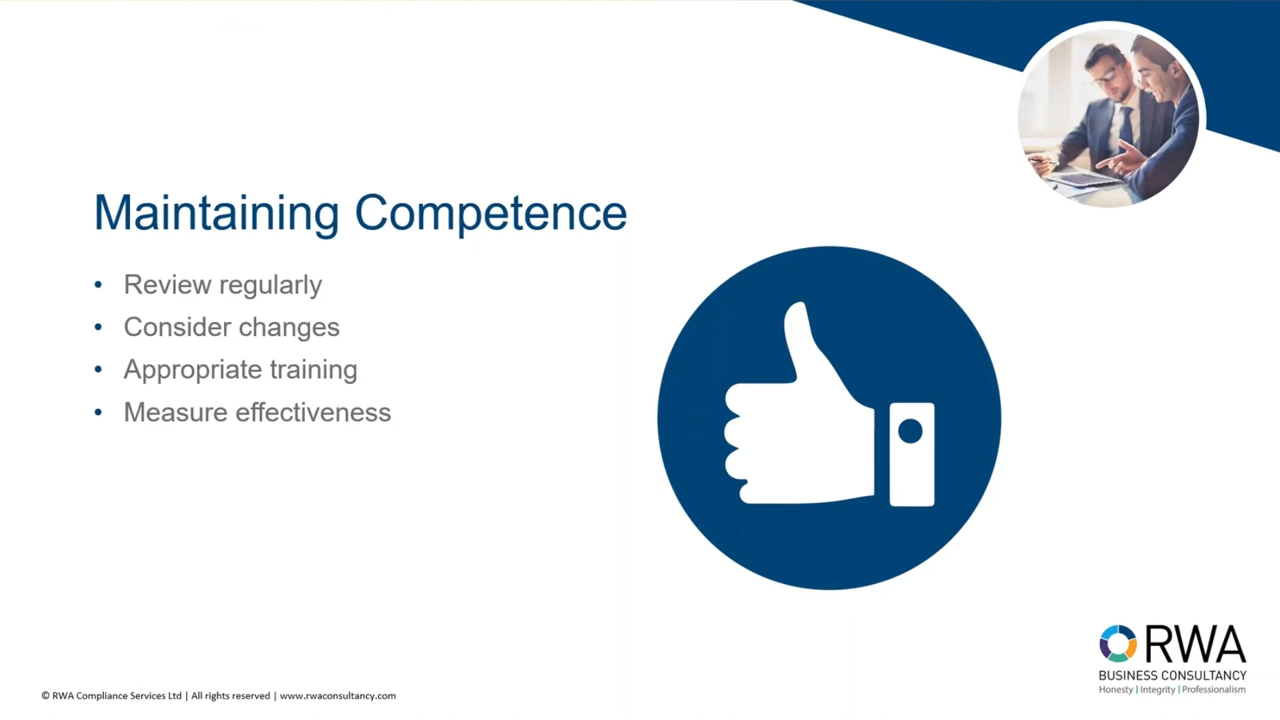 Maintaining Competence
• Review regularly
• Consider changes
• Appropriate training
• Measure effectiveness
RWA
BUSINESS CONSULTANCY
Honesty | Integrity | Professionalism
© RWA Compliance Services Ltd | All rights reserved | www.rwaconsultancy.com